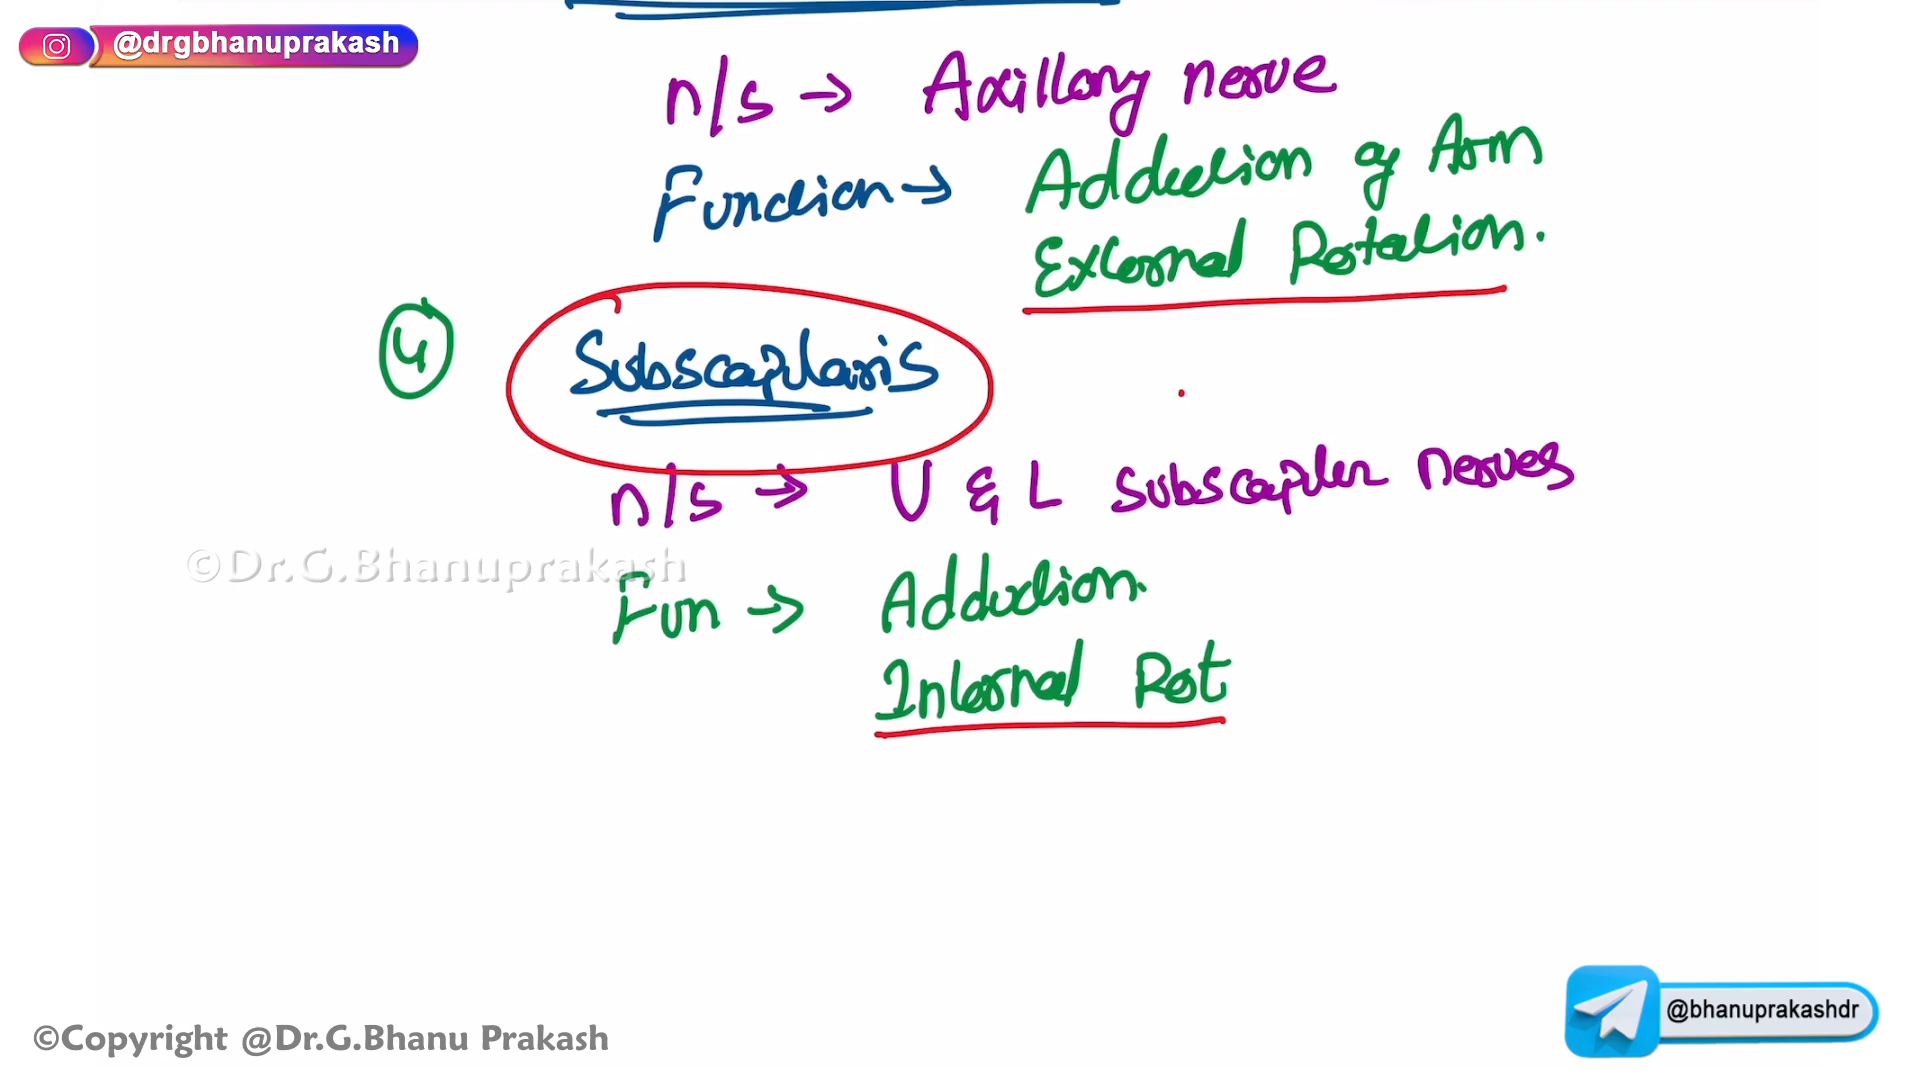 @drgbhanuprakash
n/s → Axillary nerve
Function → Adduction of Arm
External Rotation.
4 Subscapularis
n/s → U & L Subscapular nerves
©Dr.G.Bhanuprakash
Fun → Adduction.
Internal Rot
@bhanuprakashdr
©Copyright @Dr.G.Bhanu Prakash